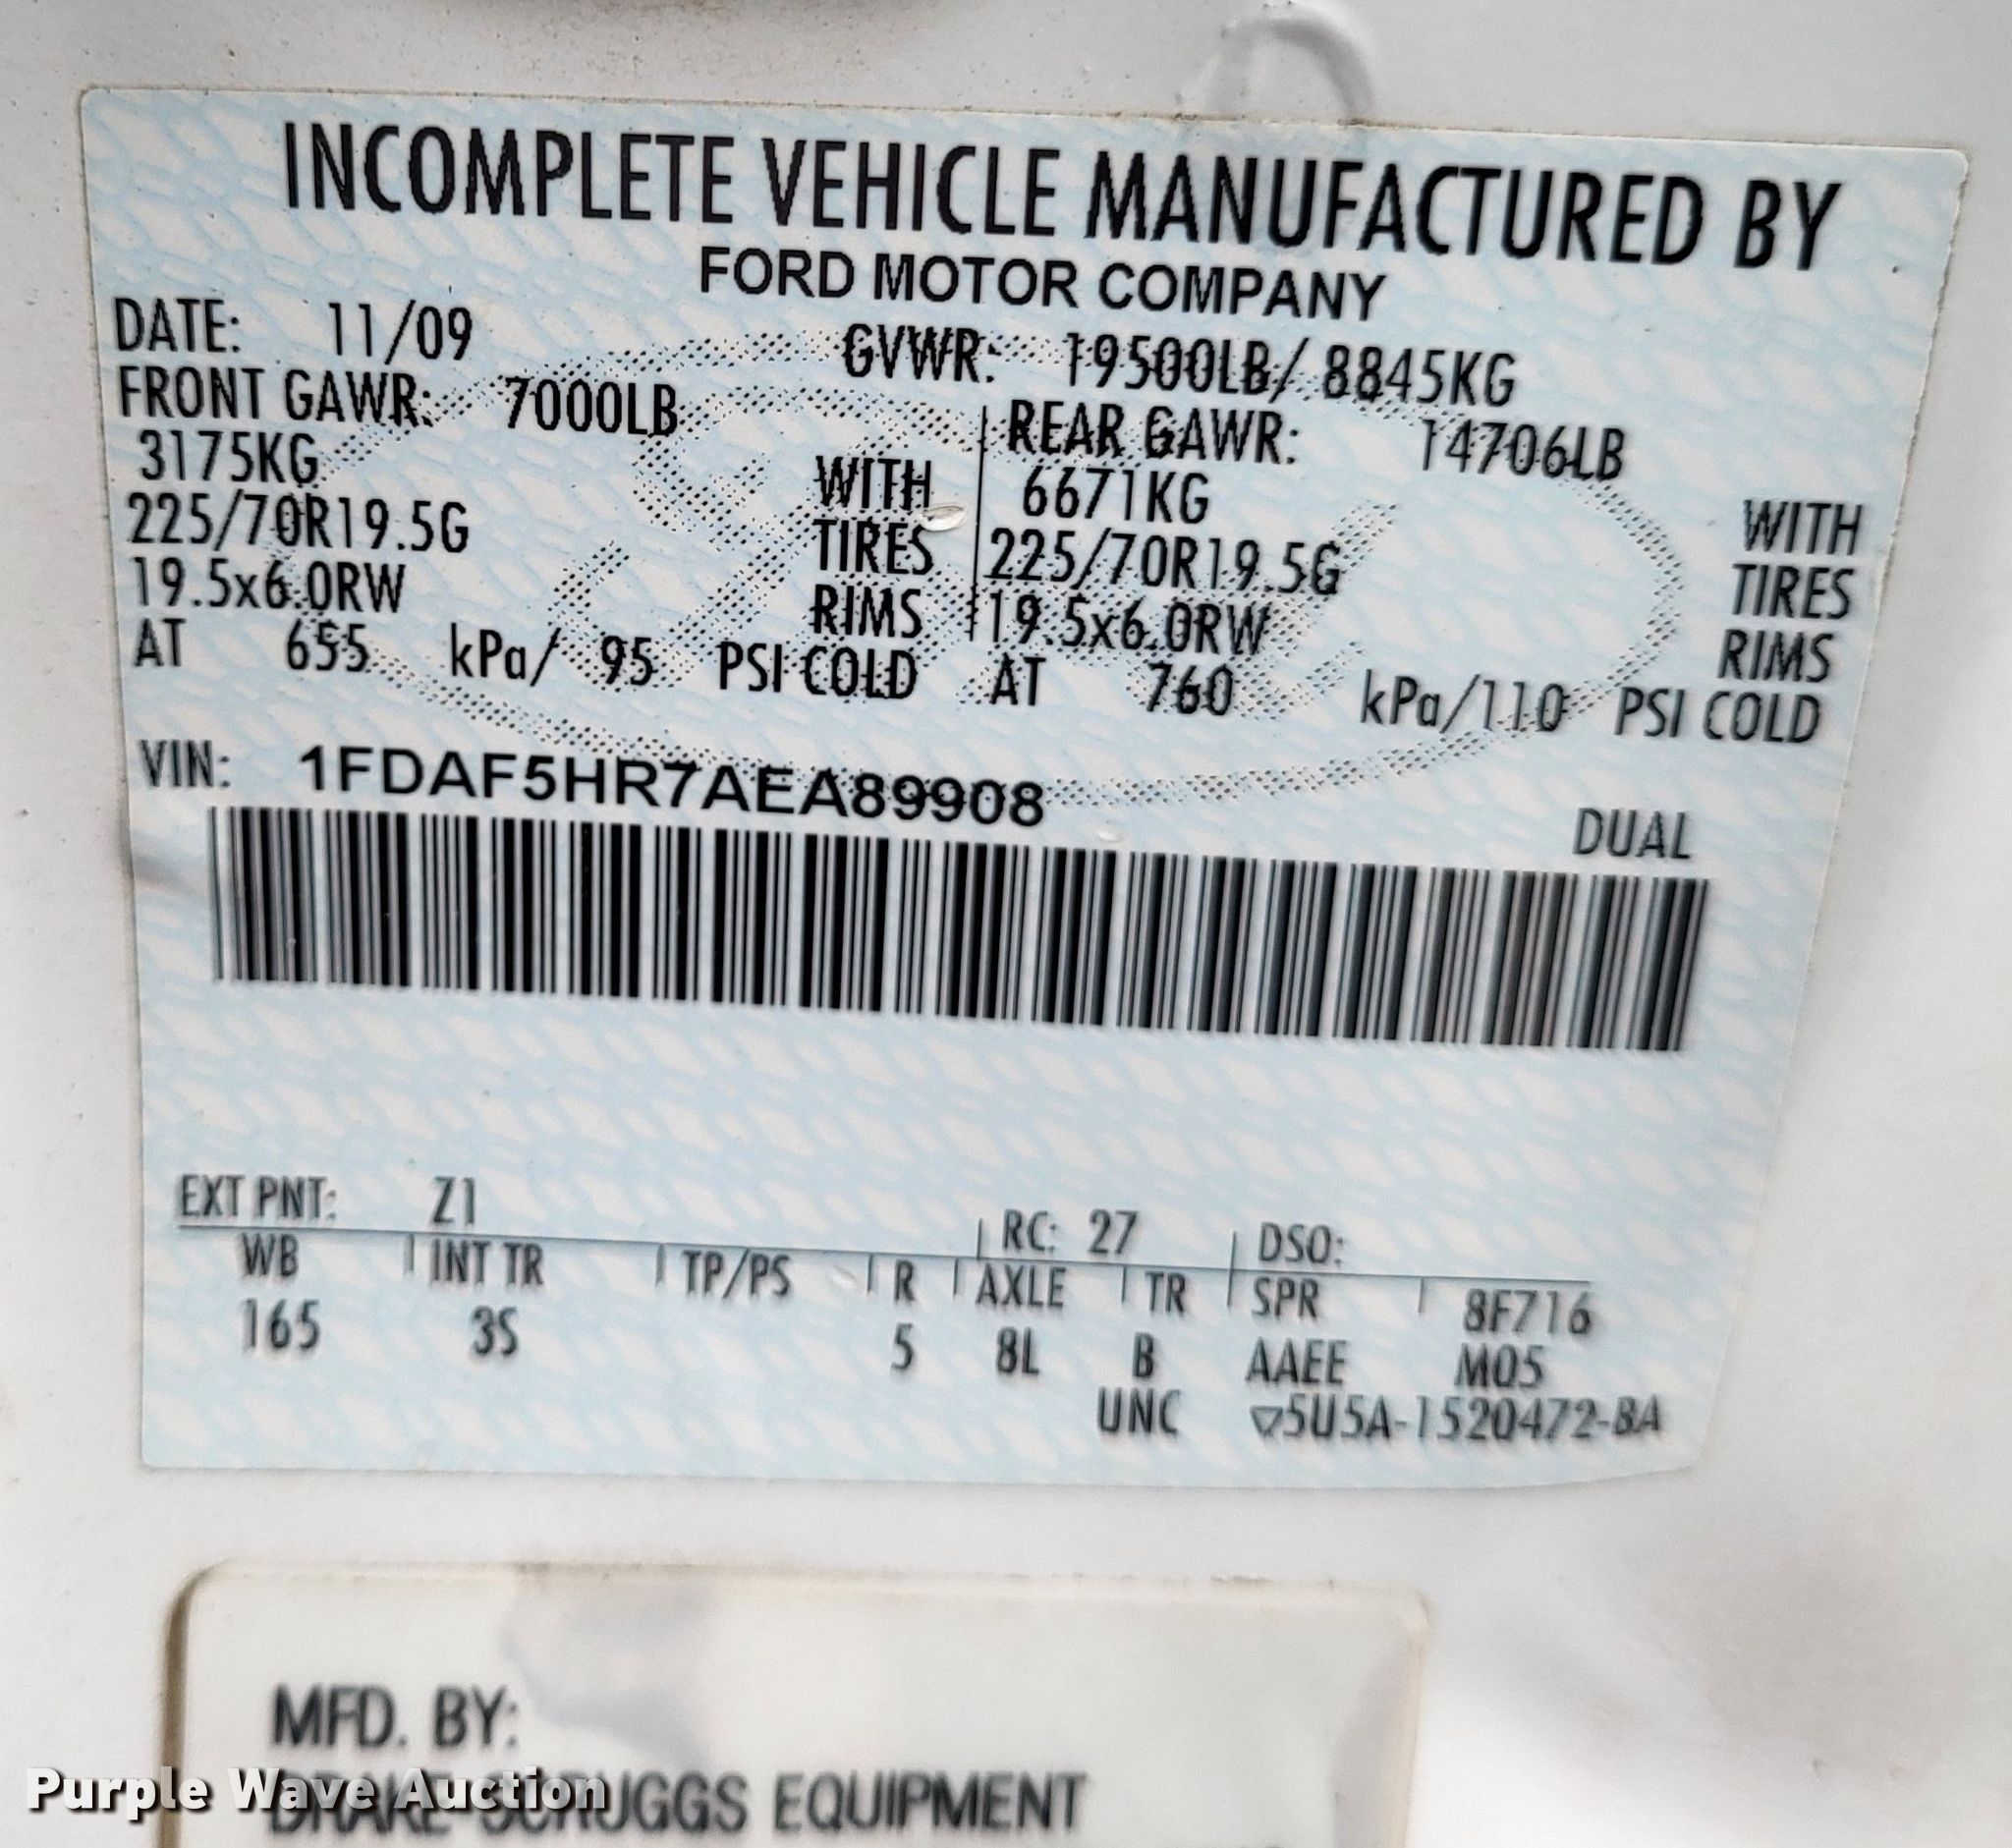 INCOMPLETE VEHICLE MANUFACTURED BY
FORD MOTOR COMPANY
DATE: 11/09 GVWR: 19500LB/ 8845KG
FRONT GAWR: 7000LB REAR GAWR: 14706LB
3175KG WITH 6671KG WITH
225/70R19.5G TIRES 225/70R19.5G TIRES
19.5x6.0RW RIMS 19.5x6.0RW RIMS
AT 655 kPa/ 95 PSI COLD AT 760 kPa/110 PSI COLD
VIN: 1FDAF5HR7AEA89908
DUAL
EXT PNT: Z1 RC: 27 DSO:
WB INT TR TP/PS R AXLE TR SPR 8F716
165 3S 5 8L B AAEE M05
UNC ▽5U5A-1520472-BA
MFD. BY:
DRAKE-SCRUGGS EQUIPMENT
Purple Wave Auction